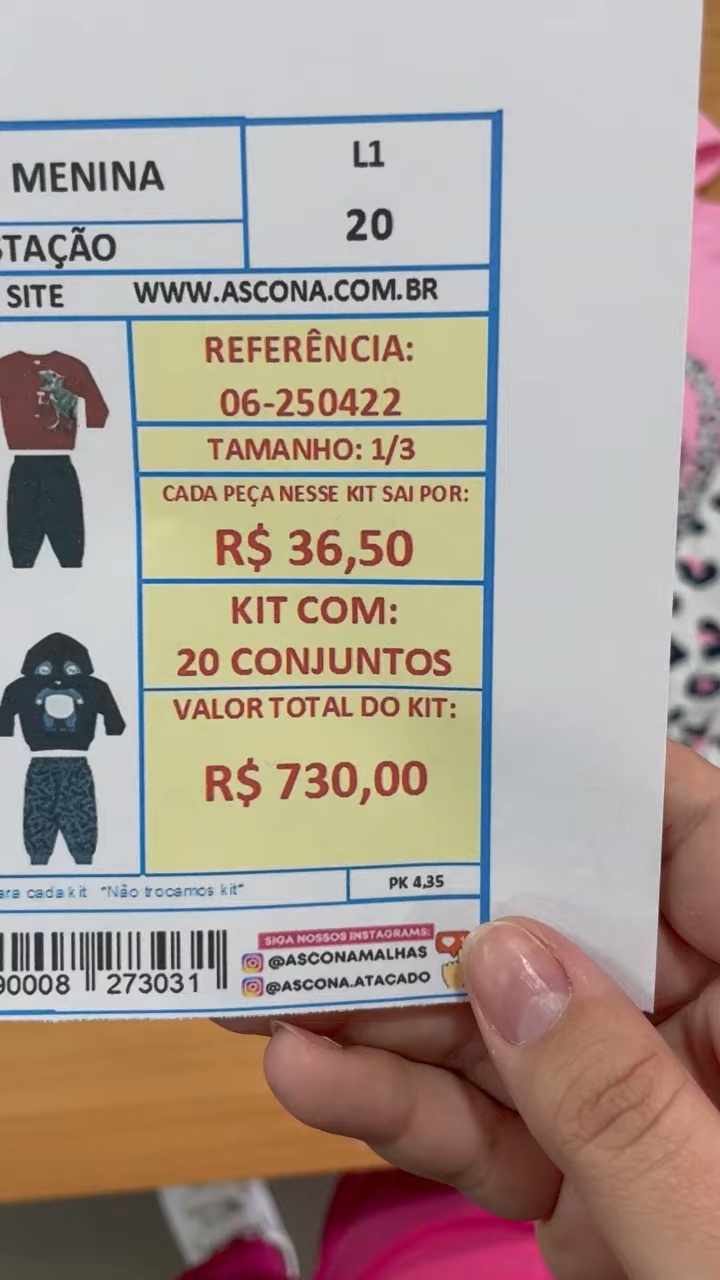 MENINA
L1
20
STAÇÃO
SITE WWW.ASCONA.COM.BR
REFERÊNCIA:
06-250422
TAMANHO: 1/3
CADA PEÇA NESSE KIT SAI POR:
R$ 36,50
KIT COM:
20 CONJUNTOS
VALOR TOTAL DO KIT:
R$ 730,00
ara cada kit "Não trocamos kit"
PK 4,35
SIGA NOSSOS INSTAGRAMS:
@ASCONAMALHAS
@ASCONA.ATACADO
90008 273031